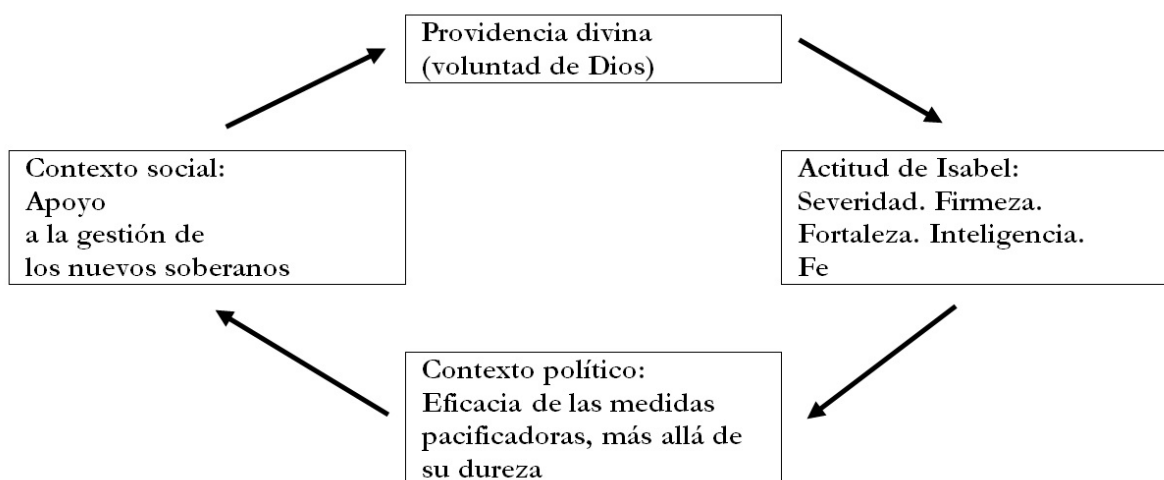 Providencia divina
(voluntad de Dios)
Contexto social:
Apoyo
a la gestión de
los nuevos soberanos
Actitud de Isabel:
Severidad. Firmeza.
Fortaleza. Inteligencia.
Fe
Contexto político:
Eficacia de las medidas
pacificadoras, más allá de
su dureza